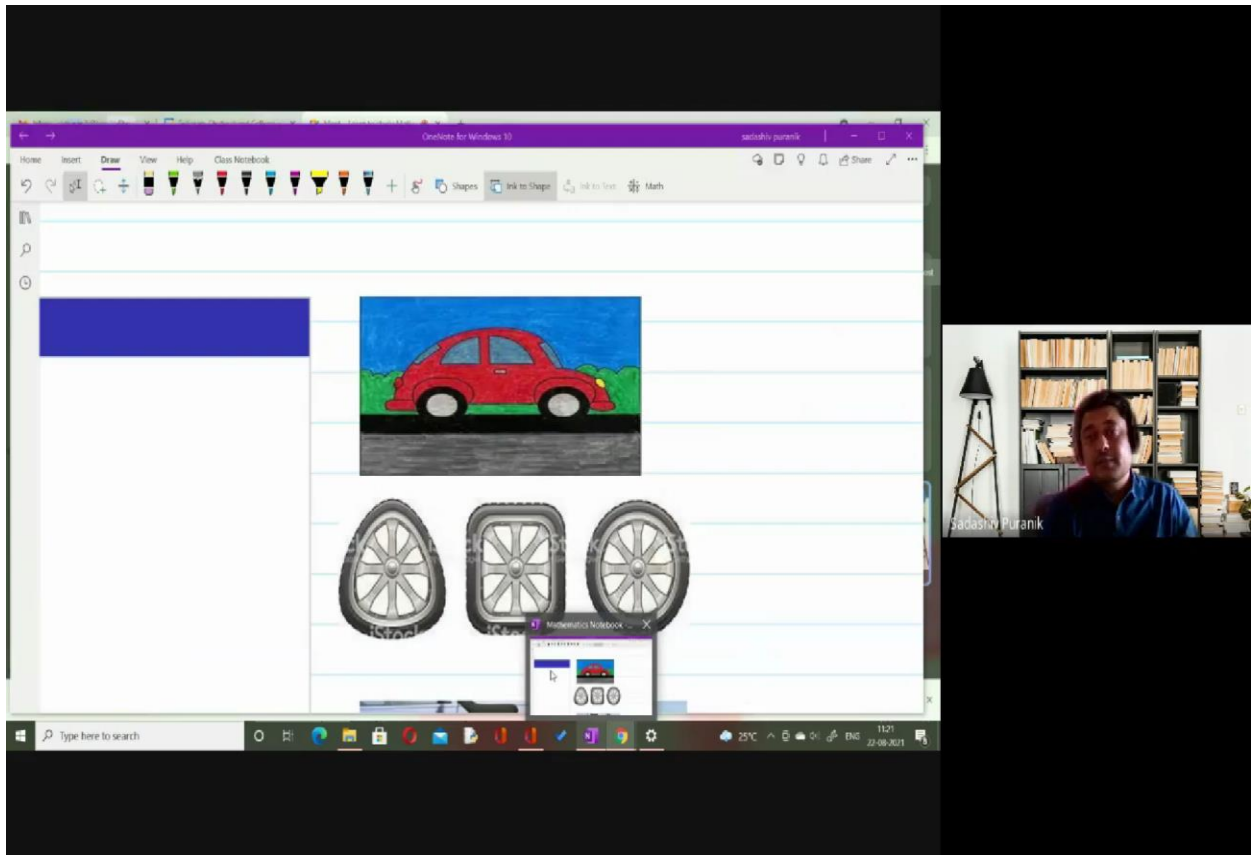 OneNote for Windows 10
sadashiv puranik
Home Insert Draw View Help Class Notebook
Share
Shapes
Ink to Shape
Ink to Text
Math
iStock
Mathematics Notebook
Sadashiv Puranik
Type here to search
25°C
ENG
11:21
22-08-2021